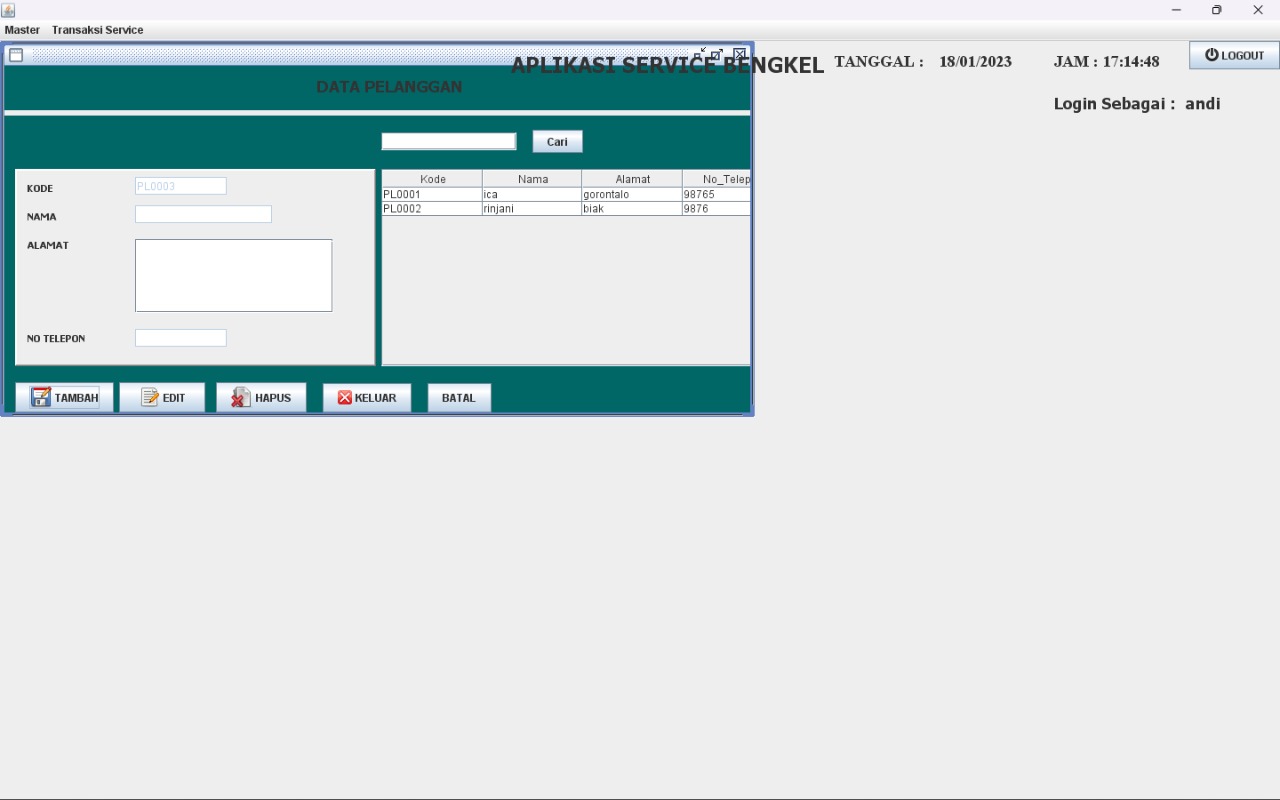 Master Transaksi Service
APLIKASI SERVICE BENGKEL TANGGAL : 18/01/2023 JAM : 17:14:48 LOGOUT
DATA PELANGGAN
Login Sebagai : andi
Cari
KODE PL0003
NAMA
ALAMAT
NO TELEPON
Kode Nama Alamat No_Telep
PL0001 ica gorontalo 98765
PL0002 rinjani biak 9876
TAMBAH EDIT HAPUS KELUAR BATAL